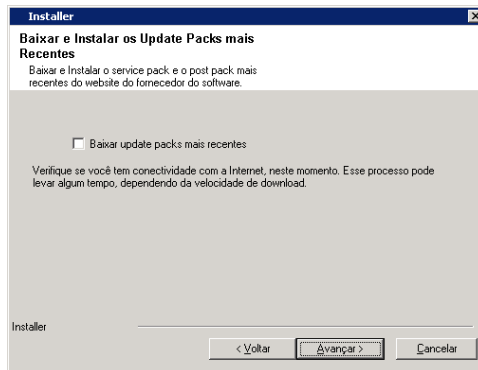 Installer
Baixar e Instalar os Update Packs mais
Recentes
Baixar e Instalar o service pack e o post pack mais
recentes do website do fornecedor do software.
Baixar update packs mais recentes
Verifique se você tem conectividade com a Internet, neste momento. Esse processo pode
levar algum tempo, dependendo da velocidade de download.
Installer
< Voltar
Avançar >
Cancelar